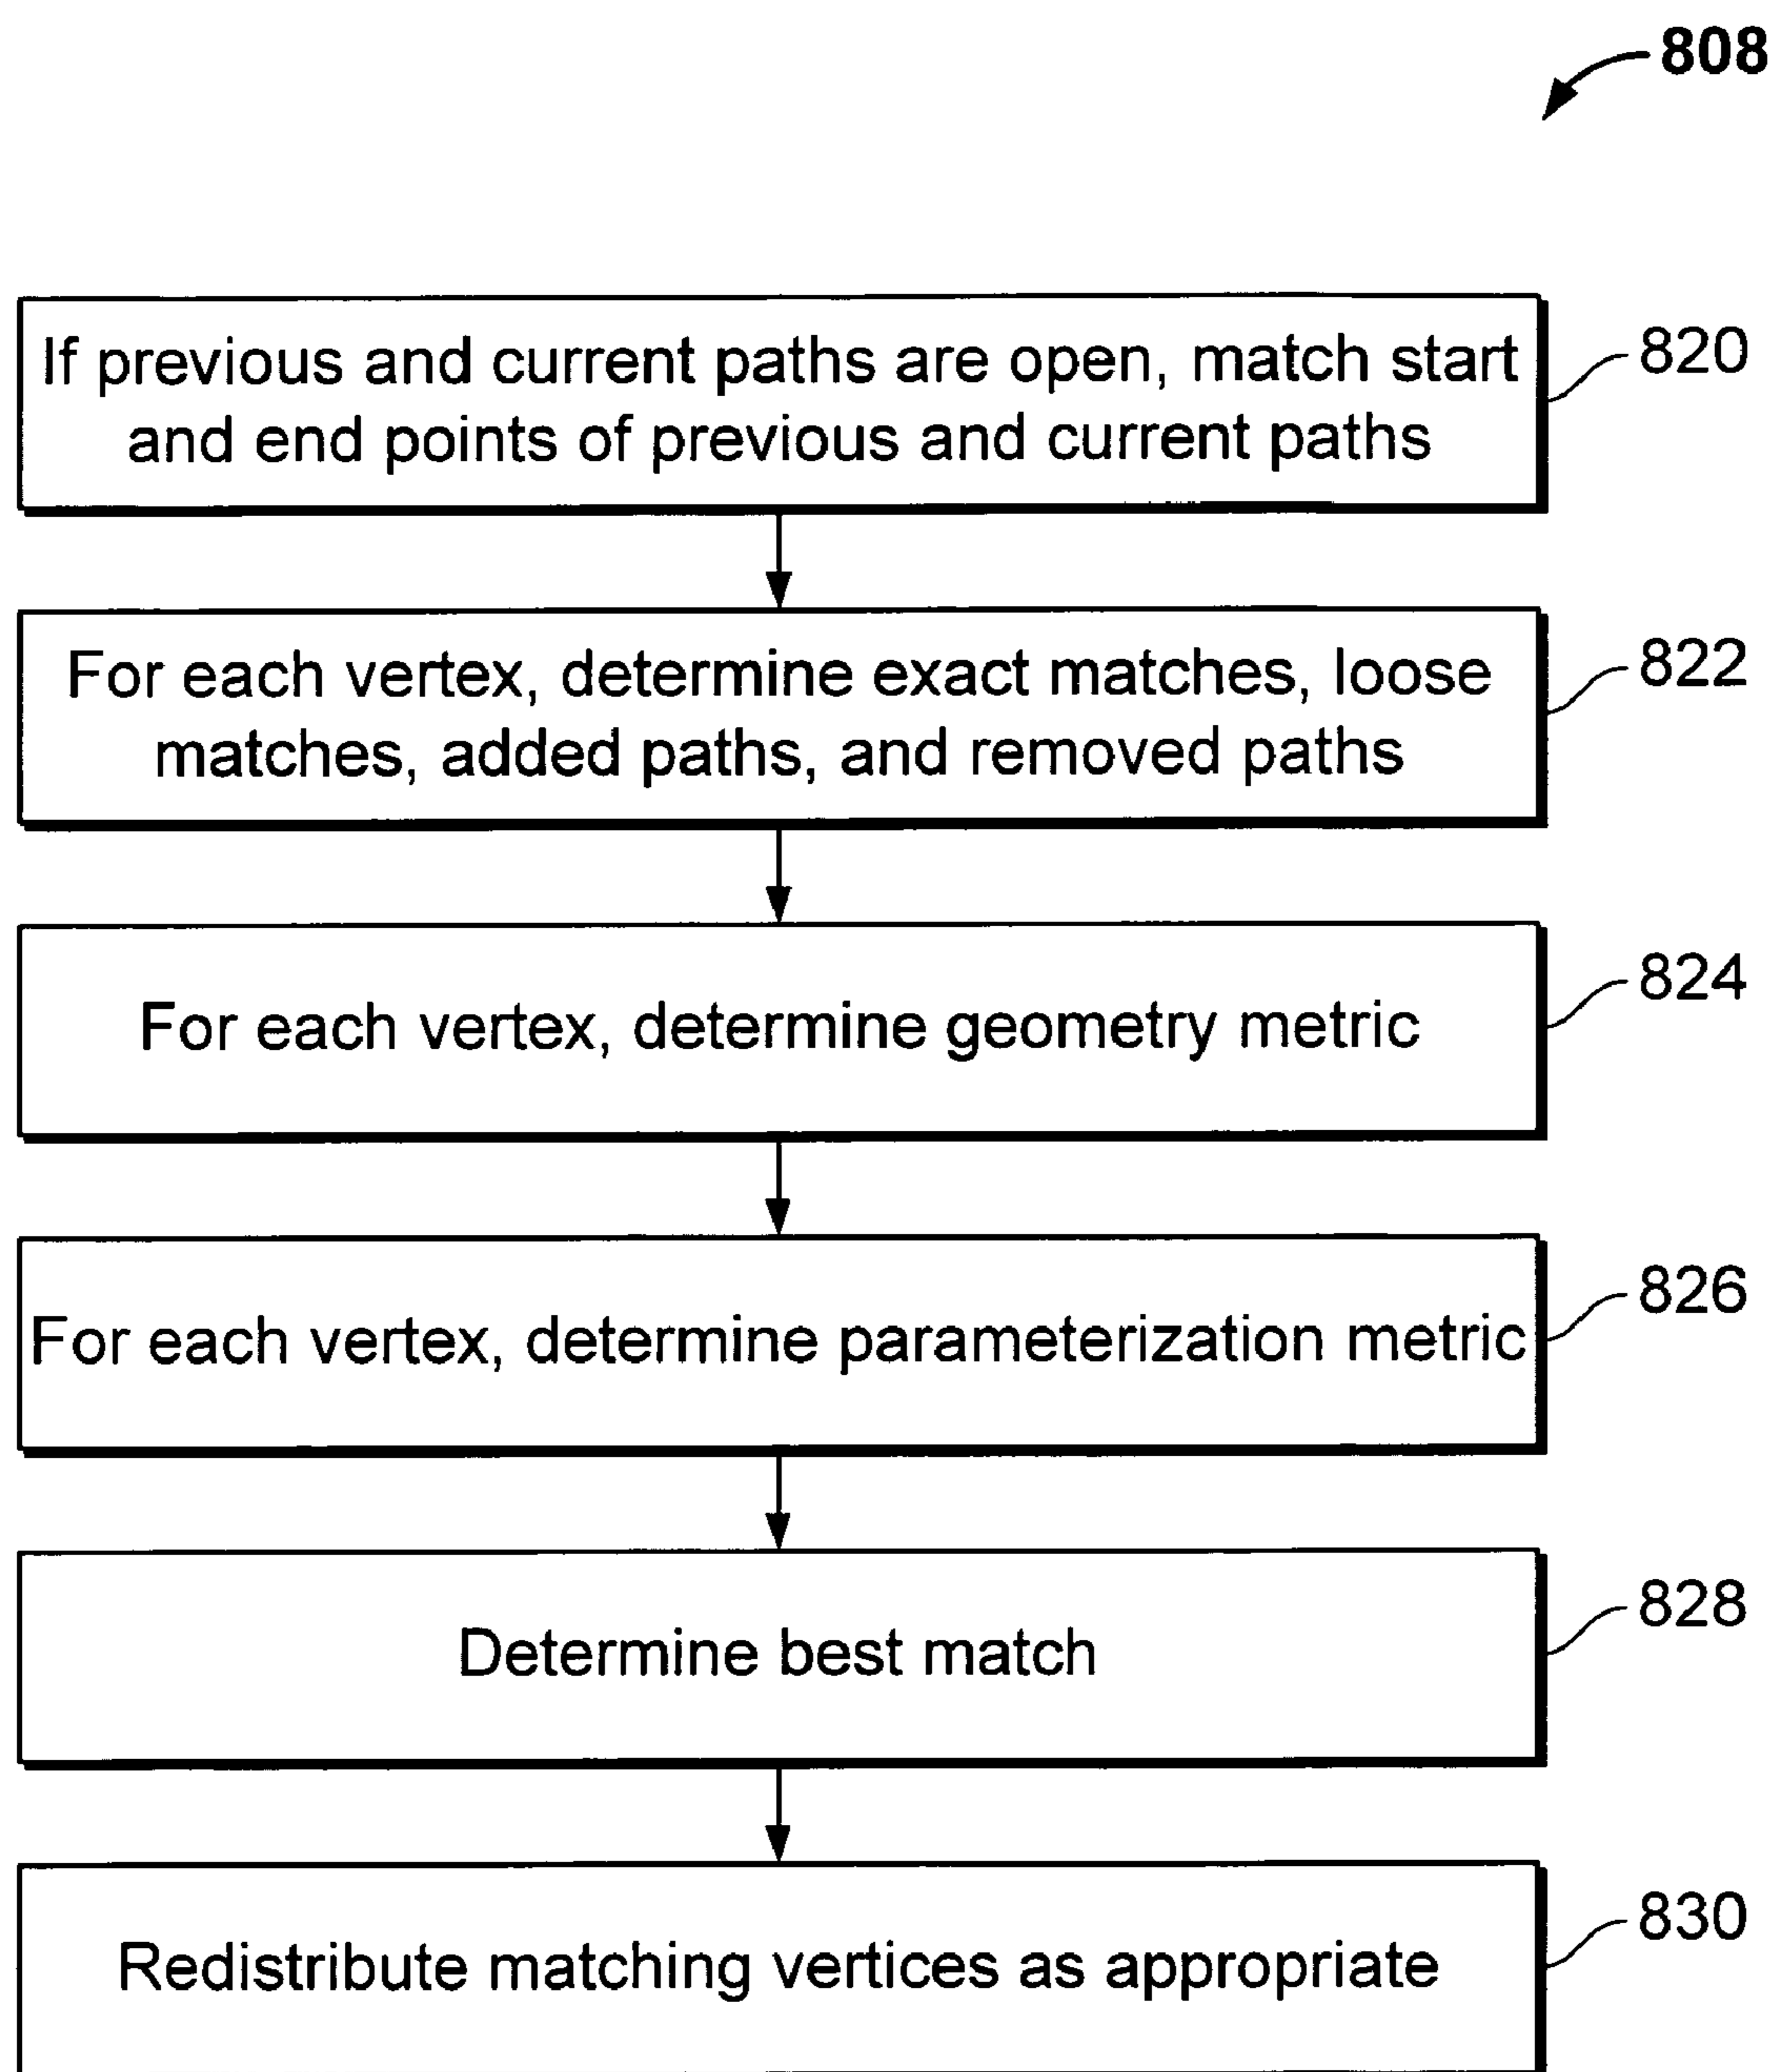 808
If previous and current paths are open, match start
and end points of previous and current paths
820
For each vertex, determine exact matches, loose
matches, added paths, and removed paths
822
For each vertex, determine geometry metric
824
For each vertex, determine parameterization metric
826
Determine best match
828
Redistribute matching vertices as appropriate
830